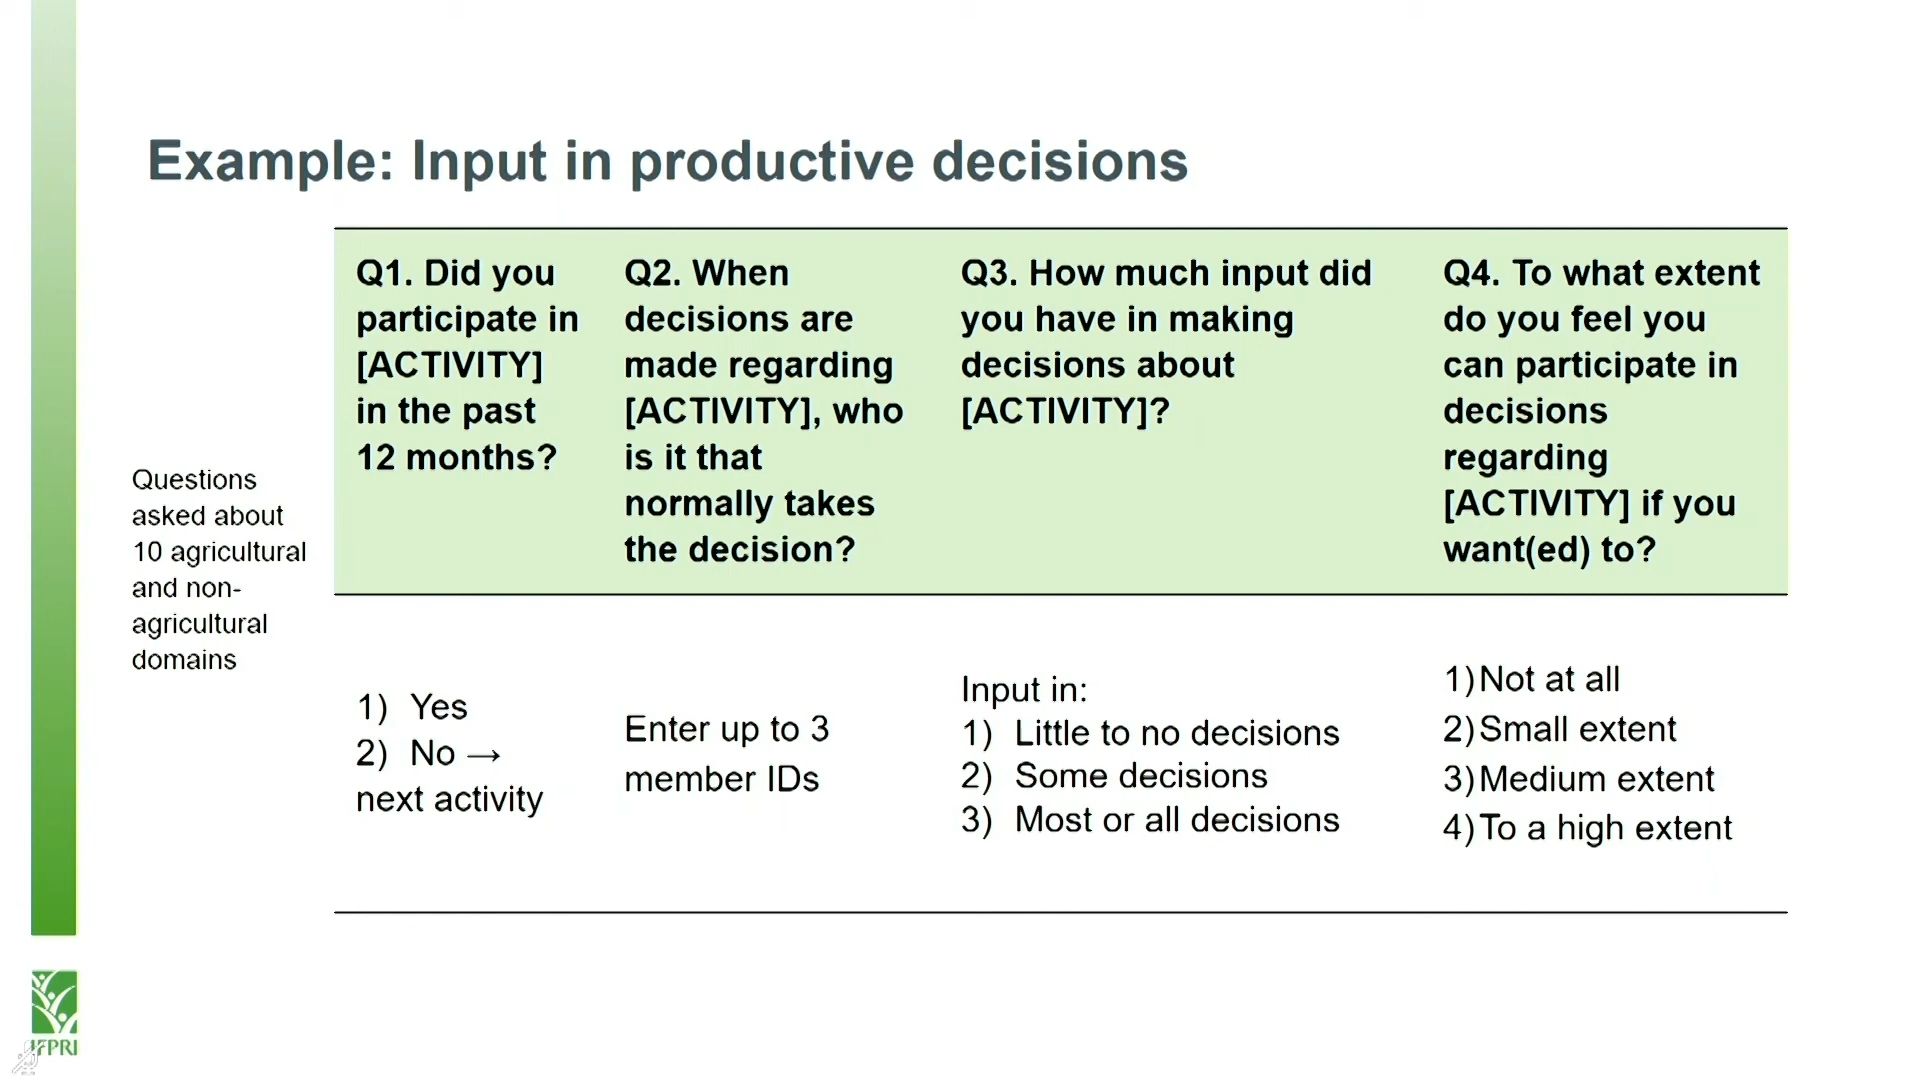 Example: Input in productive decisions
Questions
asked about
10 agricultural
and non-
agricultural
domains
Q1. Did you
participate in
[ACTIVITY]
in the past
12 months?
Q2. When
decisions are
made regarding
[ACTIVITY], who
is it that
normally takes
the decision?
Q3. How much input did
you have in making
decisions about
[ACTIVITY]?
Q4. To what extent
do you feel you
can participate in
decisions
regarding
[ACTIVITY] if you
want(ed) to?
1) Yes
2) No →
next activity
Enter up to 3
member IDs
Input in:
1) Little to no decisions
2) Some decisions
3) Most or all decisions
1) Not at all
2) Small extent
3) Medium extent
4) To a high extent
IFPRI